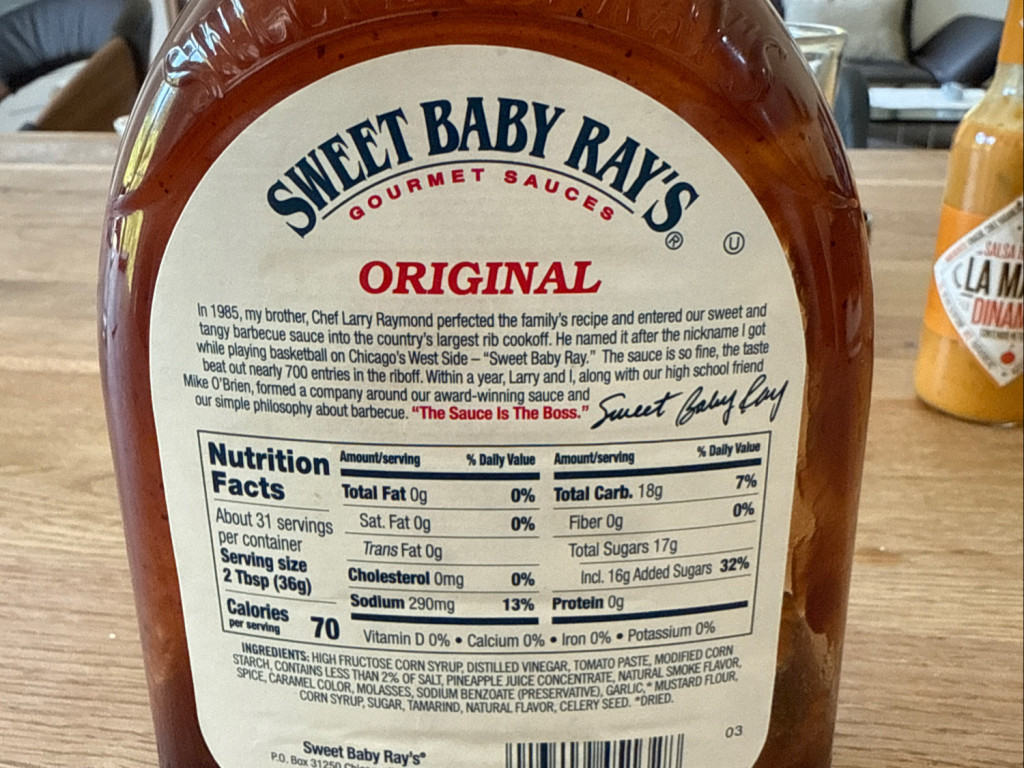 SWEET BABY RAY'S®
GOURMET SAUCES
U
ORIGINAL
In 1985, my brother, Chef Larry Raymond perfected the family's recipe and entered our sweet and
tangy barbecue sauce into the country's largest rib cookoff. He named it after the nickname I got
while playing basketball on Chicago's West Side – "Sweet Baby Ray." The sauce is so fine, the taste
beat out nearly 700 entries in the riboff. Within a year, Larry and I, along with our high school friend
Mike O'Brien, formed a company around our award-winning sauce and
our simple philosophy about barbecue. "The Sauce Is The Boss."
Sweet Baby Ray
Nutrition
Facts
About 31 servings
per container
Serving size
2 Tbsp (36g)
Calories
per serving 70
Amount/serving % Daily Value
Total Fat 0g 0%
Sat. Fat 0g 0%
Trans Fat 0g
Cholesterol 0mg 0%
Sodium 290mg 13%
Amount/serving % Daily Value
Total Carb. 18g 7%
Fiber 0g 0%
Total Sugars 17g
Incl. 16g Added Sugars 32%
Protein 0g
Vitamin D 0% • Calcium 0% • Iron 0% • Potassium 0%
INGREDIENTS: HIGH FRUCTOSE CORN SYRUP, DISTILLED VINEGAR, TOMATO PASTE, MODIFIED CORN
STARCH, CONTAINS LESS THAN 2% OF SALT, PINEAPPLE JUICE CONCENTRATE, NATURAL SMOKE FLAVOR,
SPICE, CARAMEL COLOR, MOLASSES, SODIUM BENZOATE (PRESERVATIVE), GARLIC,* MUSTARD FLOUR,
CORN SYRUP, SUGAR, TAMARIND, NATURAL FLAVOR, CELERY SEED. *DRIED.
03
Sweet Baby Ray's®
P.O. Box 31250
SALSA
LA MA
DINAM